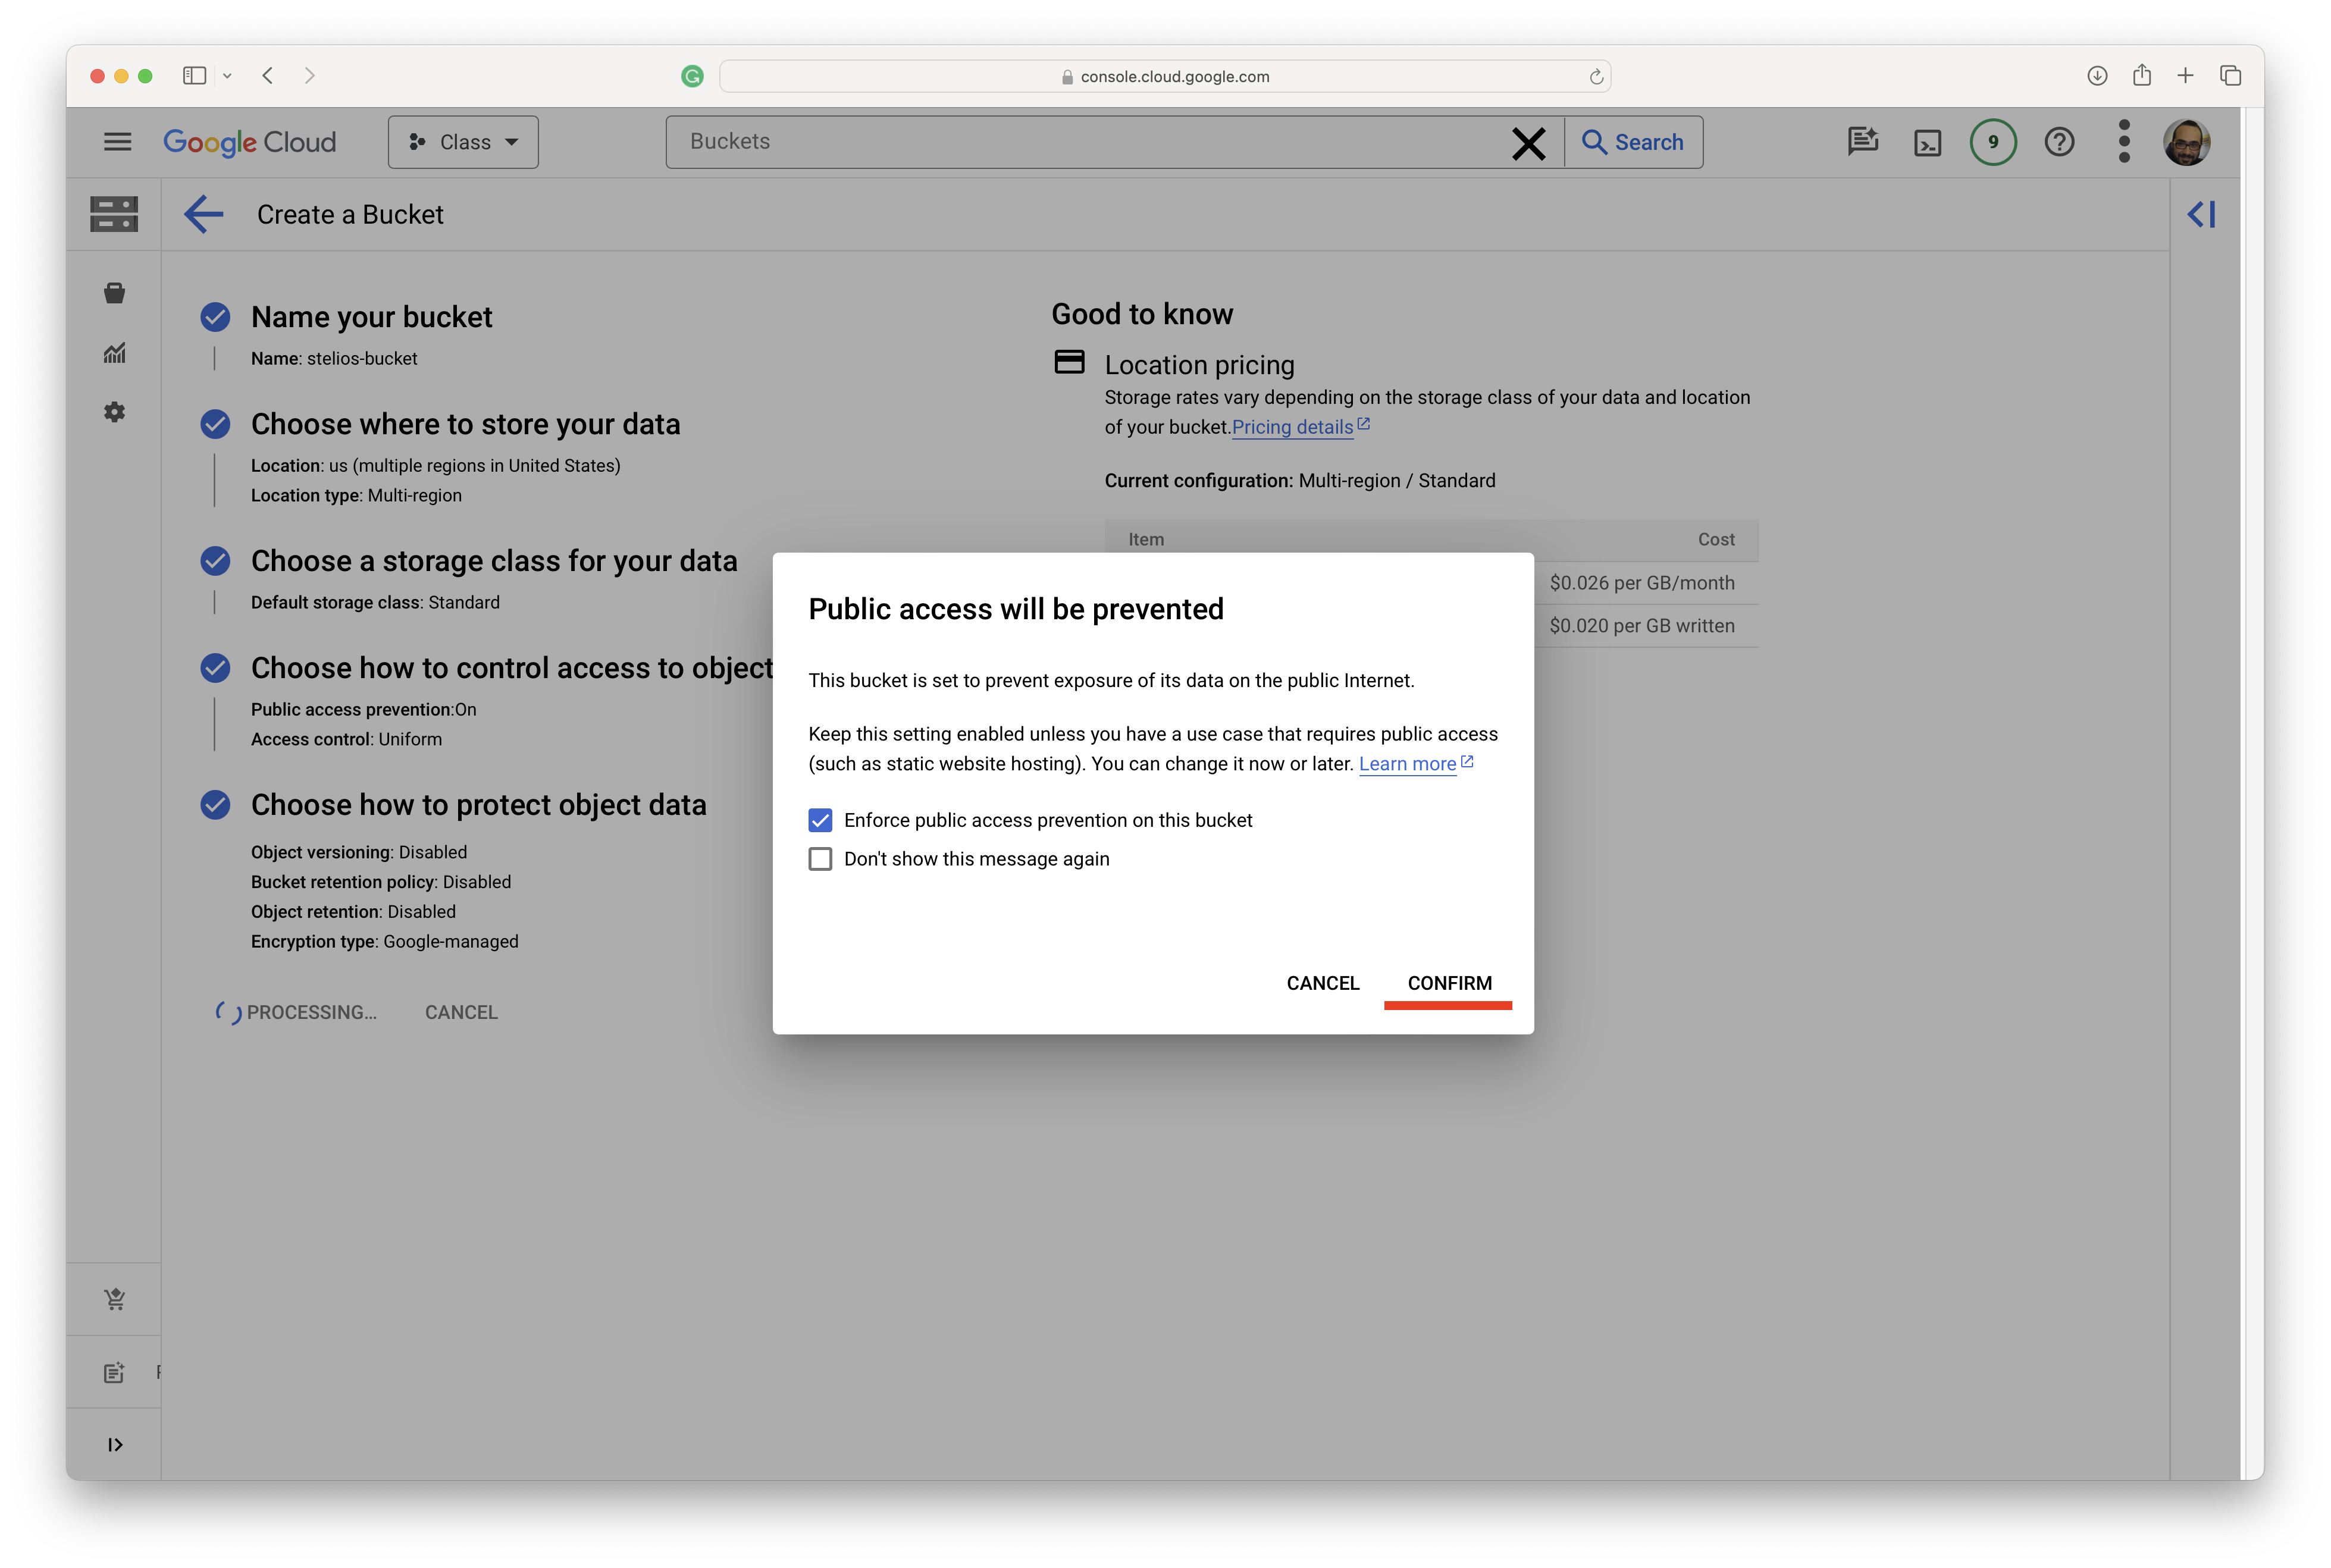 console.cloud.google.com
Google Cloud
Class
Buckets
Search
9
Create a Bucket
Name your bucket
Name: stelios-bucket
Choose where to store your data
Location: us (multiple regions in United States)
Location type: Multi-region
Choose a storage class for your data
Default storage class: Standard
Choose how to control access to object
Public access prevention:On
Access control: Uniform
Choose how to protect object data
Object versioning: Disabled
Bucket retention policy: Disabled
Object retention: Disabled
Encryption type: Google-managed
PROCESSING...
CANCEL
Good to know
Location pricing
Storage rates vary depending on the storage class of your data and location
of your bucket.Pricing details
Current configuration: Multi-region / Standard
Item
Cost
$0.026 per GB/month
$0.020 per GB written
Public access will be prevented
This bucket is set to prevent exposure of its data on the public Internet.
Keep this setting enabled unless you have a use case that requires public access
(such as static website hosting). You can change it now or later. Learn more
Enforce public access prevention on this bucket
Don't show this message again
CANCEL
CONFIRM